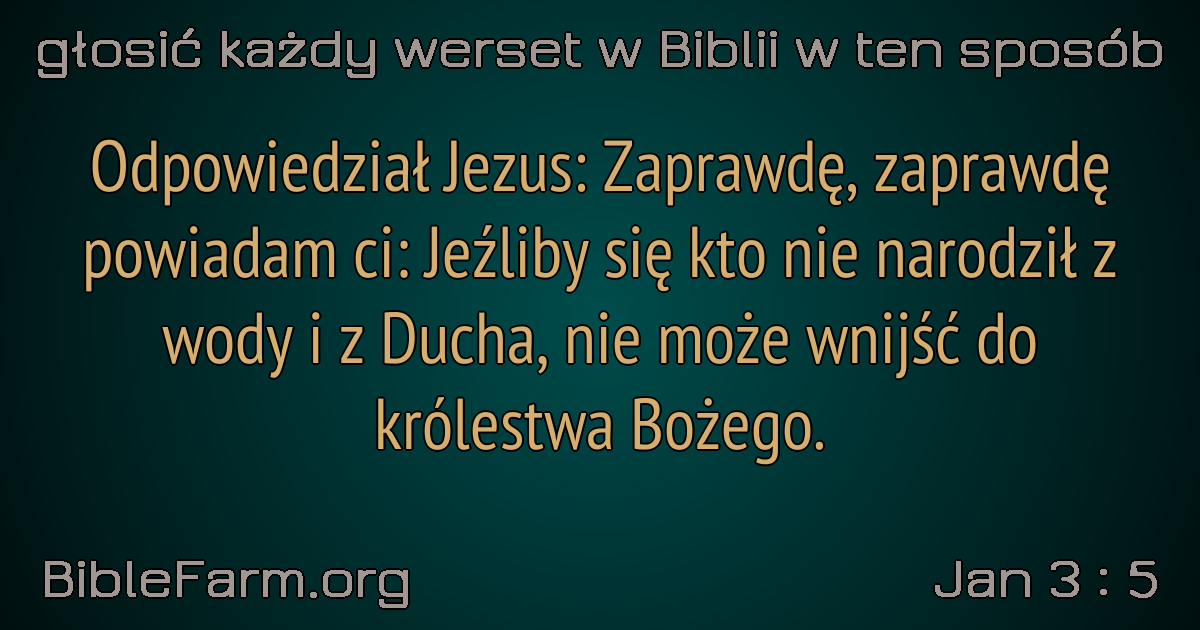 głosić każdy werset w Biblii w ten sposób
Odpowiedział Jezus: Zaprawdę, zaprawdę
powiadam ci: Jeźliby się kto nie narodził z
wody i z Ducha, nie może wnijść do
królestwa Bożego.
BibleFarm.org
Jan 3 : 5